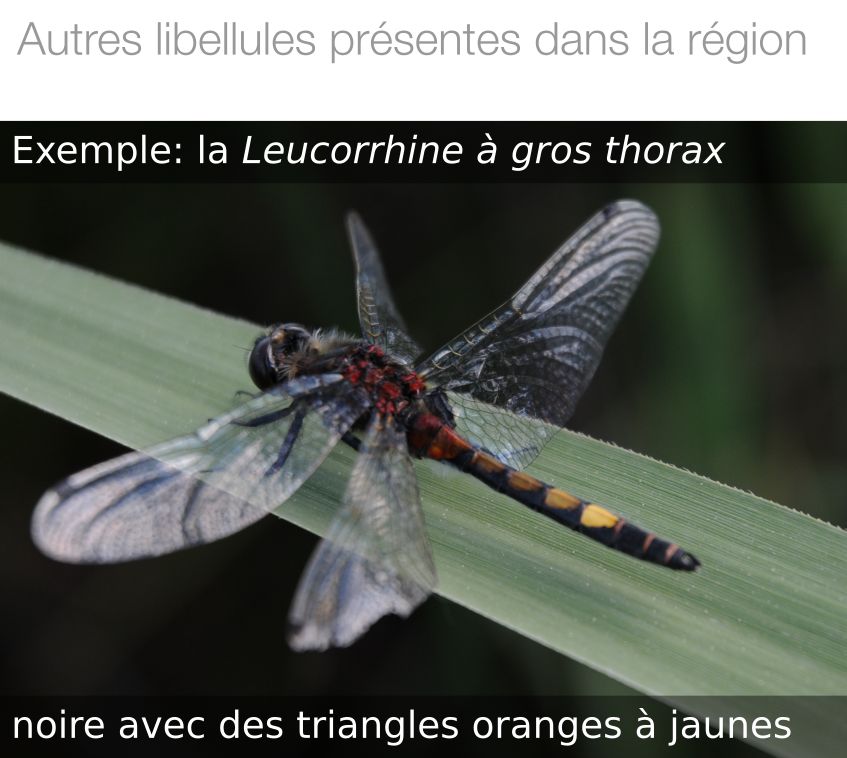 Autres libellules présentes dans la région
Exemple: la Leucorrhine à gros thorax
noire avec des triangles oranges à jaunes